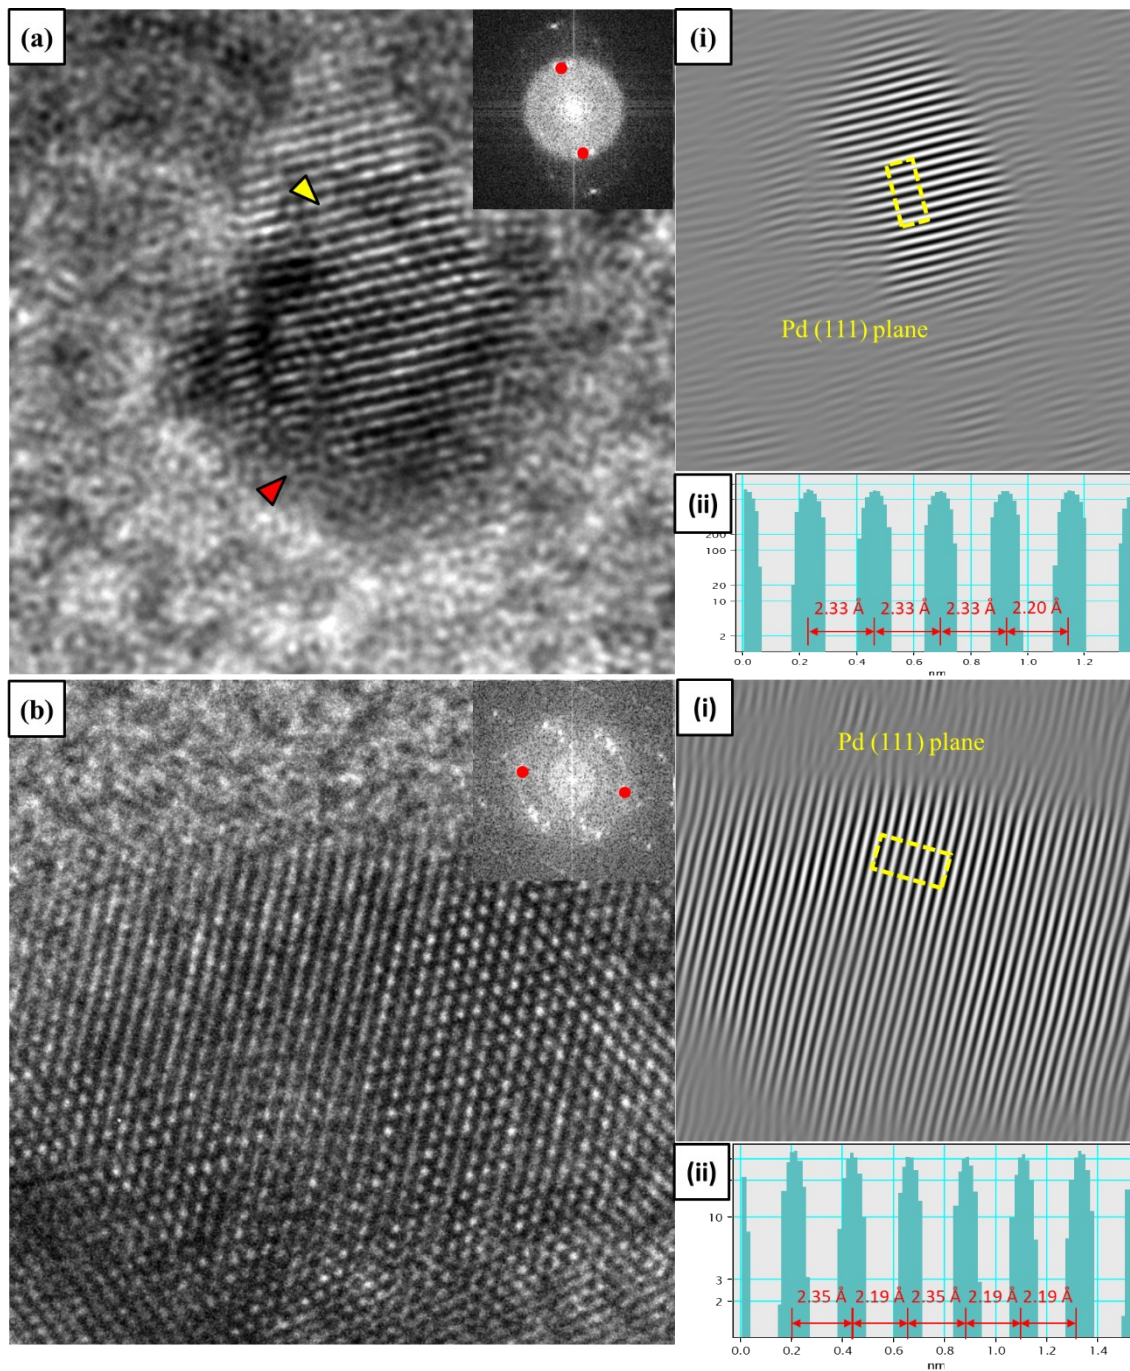 (a)
(i)
Pd (111) plane
(ii)
200
100
20
10
2
2.33 Å 2.33 Å 2.33 Å 2.20 Å
0.0 0.2 0.4 0.6 0.8 1.0 1.2
nm
(b)
(i)
Pd (111) plane
(ii)
10
3
2
2.35 Å 2.19 Å 2.35 Å 2.19 Å 2.19 Å
0.0 0.2 0.4 0.6 0.8 1.0 1.2 1.4
nm